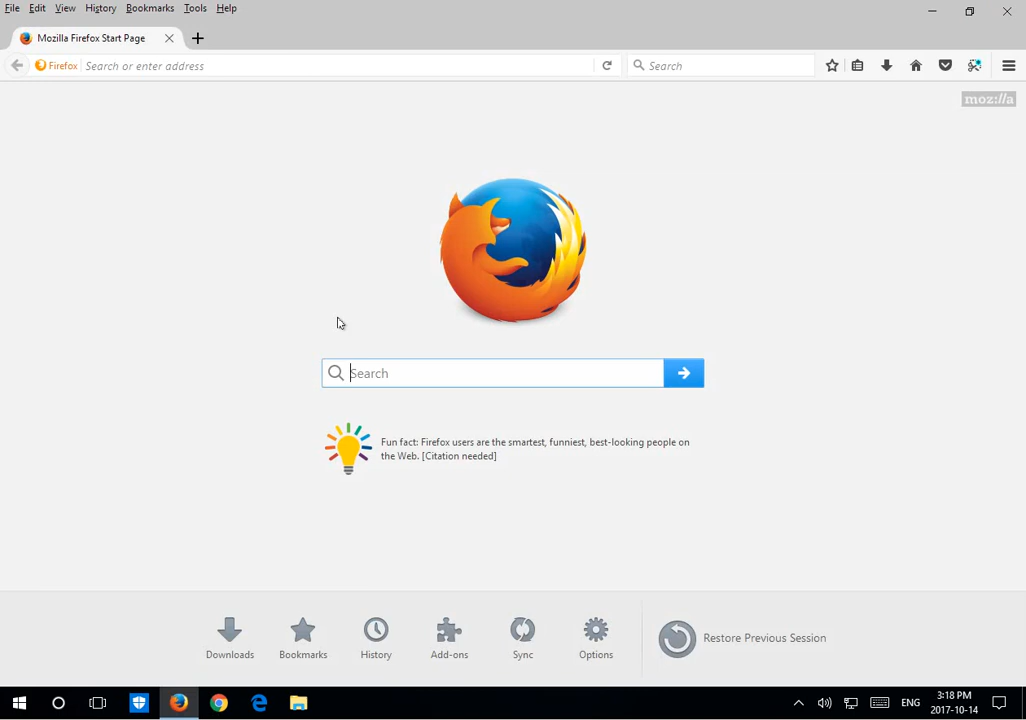 File Edit View History Bookmarks Tools Help
Mozilla Firefox Start Page
Firefox Search or enter address Search
moz://a
Search
Fun fact: Firefox users are the smartest, funniest, best-looking people on
the Web. [Citation needed]
Downloads Bookmarks History Add-ons Sync Options Restore Previous Session
ENG 3:18 PM
2017-10-14